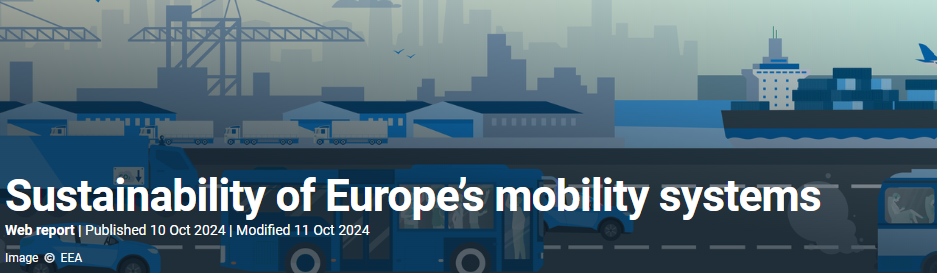 Sustainability of Europe's mobility systems
Web report | Published 10 Oct 2024 | Modified 11 Oct 2024
Image © EEA